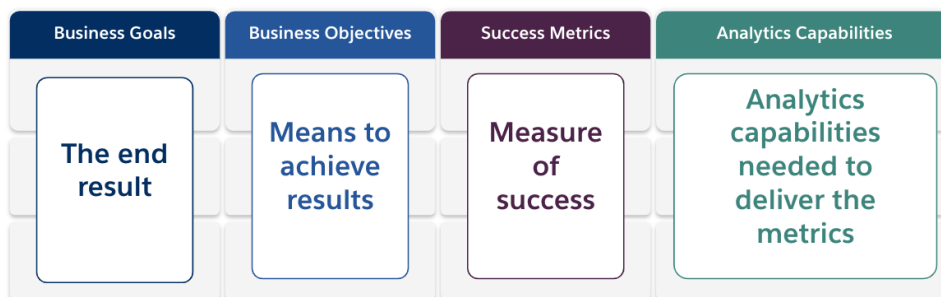 Business Goals
Business Objectives
Success Metrics
Analytics Capabilities
The end
result
Means to
achieve
results
Measure
of
success
Analytics
capabilities
needed to
deliver the
metrics